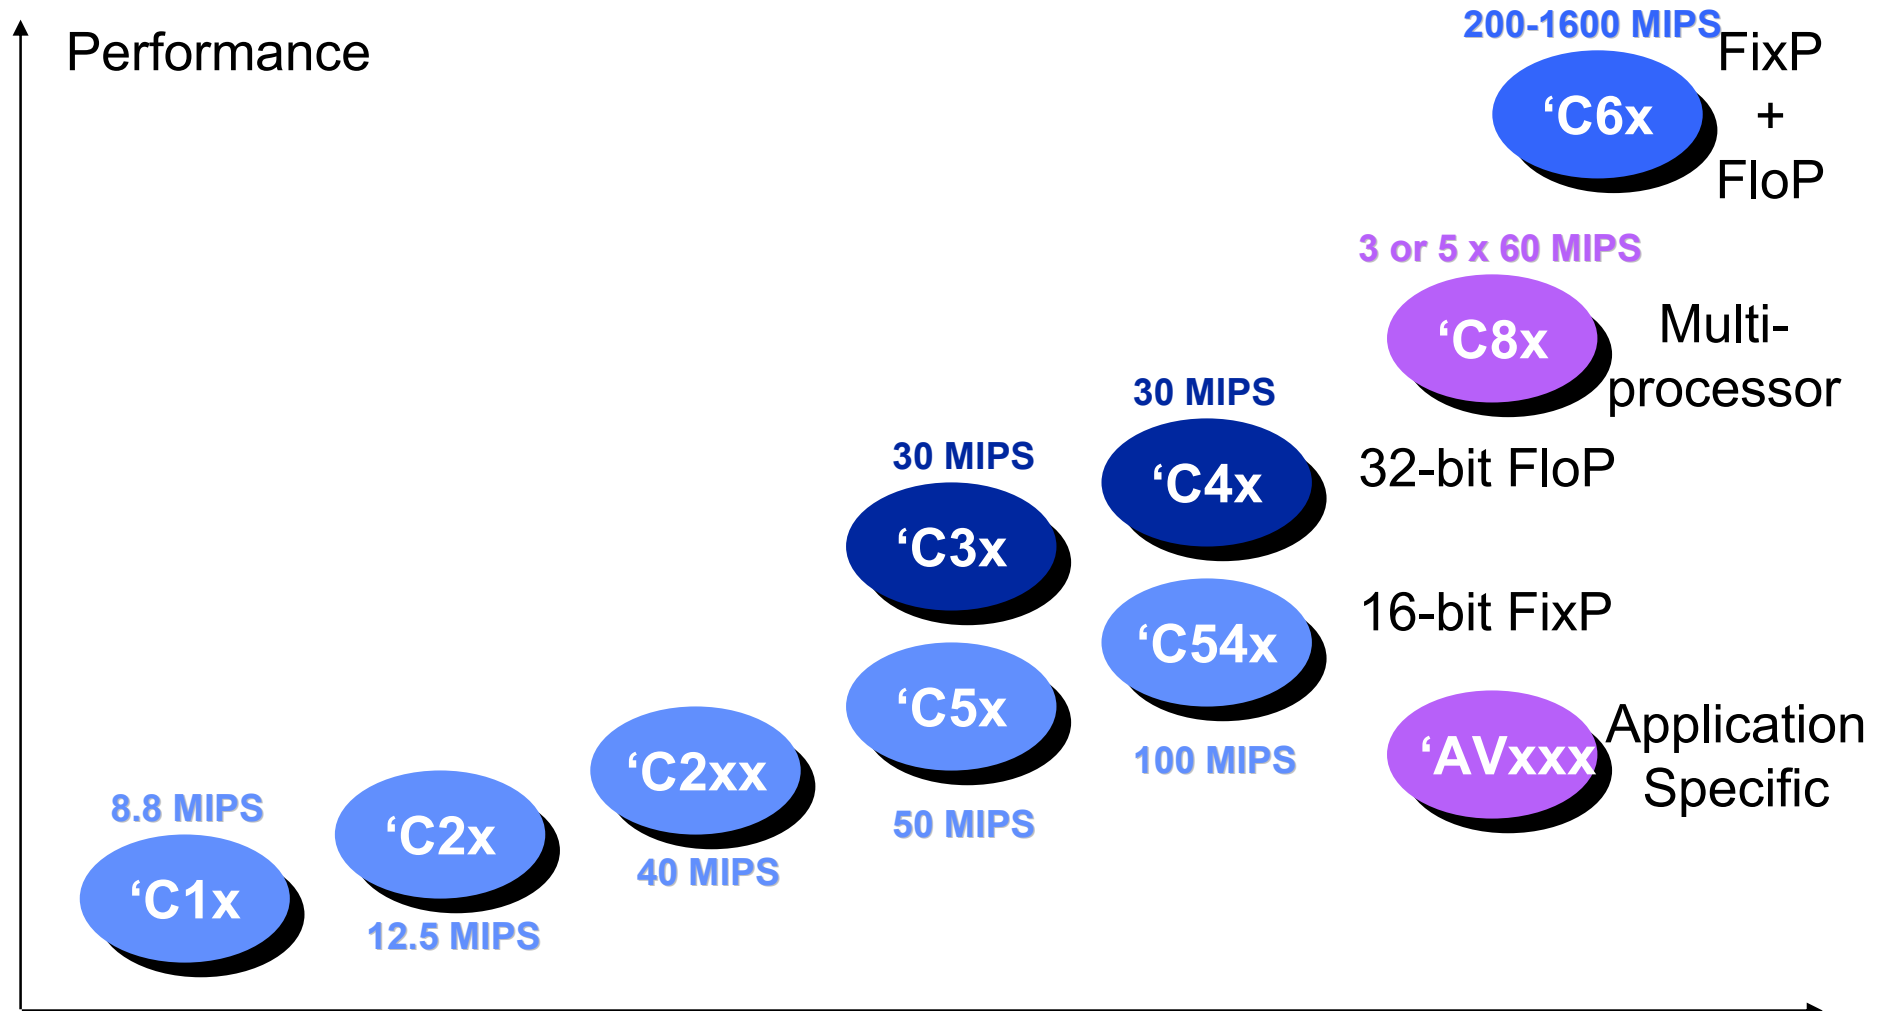 200-1600 MIPS
Performance
FixP
+
FloP
‘C6x
3 or 5 x 60 MIPS
‘C8x
Multi-
processor
30 MIPS
‘C4x
32-bit FloP
30 MIPS
‘C3x
16-bit FixP
‘C54x
100 MIPS
‘C5x
50 MIPS
‘AVxxx
Application
Specific
‘C2xx
40 MIPS
‘C2x
12.5 MIPS
8.8 MIPS
‘C1x